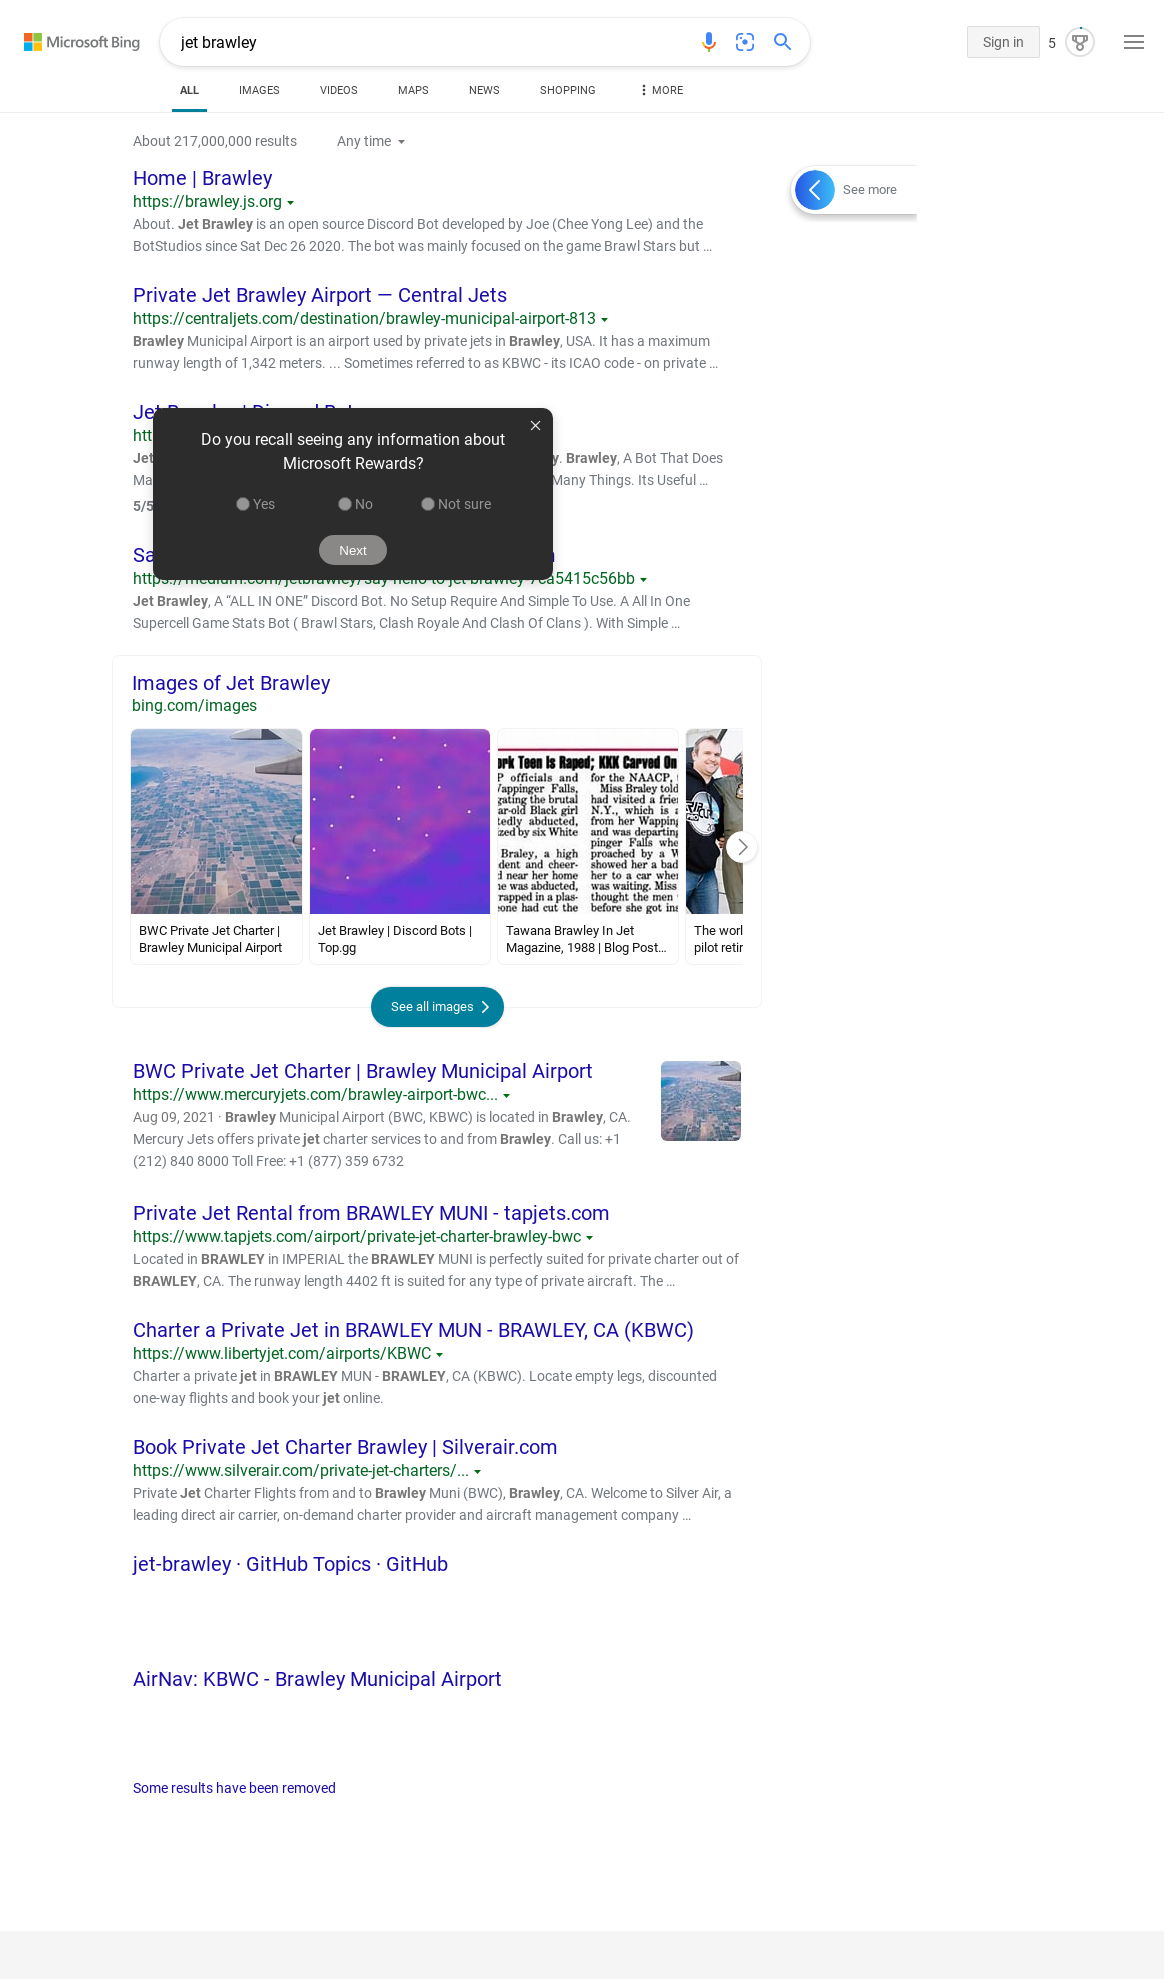 Microsoft Bing
jet brawley
Sign in
5
ALL
IMAGES
VIDEOS
MAPS
NEWS
SHOPPING
MORE
About 217,000,000 results
Any time
Home | Brawley
https://brawley.js.org
About. Jet Brawley is an open source Discord Bot developed by Joe (Chee Yong Lee) and the
BotStudios since Sat Dec 26 2020. The bot was mainly focused on the game Brawl Stars but …
See more
Private Jet Brawley Airport — Central Jets
https://centraljets.com/destination/brawley-municipal-airport-813
Brawley Municipal Airport is an airport used by private jets in Brawley, USA. It has a maximum
runway length of 1,342 meters. ... Sometimes referred to as KBWC - its ICAO code - on private …
Jet
htt
Jet
y. Brawley, A Bot That Does
Ma
Many Things. Its Useful …
5/5
Do you recall seeing any information about
Microsoft Rewards?
Yes
No
Not sure
Next
Sa
https://medium.com/jetbrawley/say-hello-to-jet-brawley-7ca5415c56bb
Jet Brawley, A “ALL IN ONE” Discord Bot. No Setup Require And Simple To Use. A All In One
Supercell Game Stats Bot ( Brawl Stars, Clash Royale And Clash Of Clans ). With Simple …
Images of Jet Brawley
bing.com/images
ork Teen Is Raped; KKK Carved On
P officials and
Wappinger Falls,
gating the brutal
ar-old Black girl
tedly abducted,
ized by six White
Braley, a high
dent and cheer-
d near her home
he was abducted,
rapped in a plas-
eone had cut the
for the NAACP,
Miss Braley told
had visited a frie
N.Y., which is a
from her Wapp
and was departin
pinger Falls whe
proached by a W
showed her a bad
her to a car whe
was waiting. Miss
thought the men
before she got ins
BWC Private Jet Charter |
Brawley Municipal Airport
Jet Brawley | Discord Bots |
Top.gg
Tawana Brawley In Jet
Magazine, 1988 | Blog Post…
The worl
pilot retir
See all images
BWC Private Jet Charter | Brawley Municipal Airport
https://www.mercuryjets.com/brawley-airport-bwc...
Aug 09, 2021 · Brawley Municipal Airport (BWC, KBWC) is located in Brawley, CA.
Mercury Jets offers private jet charter services to and from Brawley. Call us: +1
(212) 840 8000 Toll Free: +1 (877) 359 6732
Private Jet Rental from BRAWLEY MUNI - tapjets.com
https://www.tapjets.com/airport/private-jet-charter-brawley-bwc
Located in BRAWLEY in IMPERIAL the BRAWLEY MUNI is perfectly suited for private charter out of
BRAWLEY, CA. The runway length 4402 ft is suited for any type of private aircraft. The …
Charter a Private Jet in BRAWLEY MUN - BRAWLEY, CA (KBWC)
https://www.libertyjet.com/airports/KBWC
Charter a private jet in BRAWLEY MUN - BRAWLEY, CA (KBWC). Locate empty legs, discounted
one-way flights and book your jet online.
Book Private Jet Charter Brawley | Silverair.com
https://www.silverair.com/private-jet-charters/...
Private Jet Charter Flights from and to Brawley Muni (BWC), Brawley, CA. Welcome to Silver Air, a
leading direct air carrier, on-demand charter provider and aircraft management company …
jet-brawley · GitHub Topics · GitHub
AirNav: KBWC - Brawley Municipal Airport
Some results have been removed